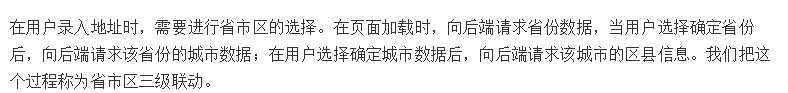 在用户录入地址时，需要进行省市区的选择。在页面加载时，向后端请求省份数据，当用户选择确定省份
后，向后端请求该省份的城市数据；在用户选择确定城市数据后，向后端请求该城市的区县信息。我们把这
个过程称为省市区三级联动。